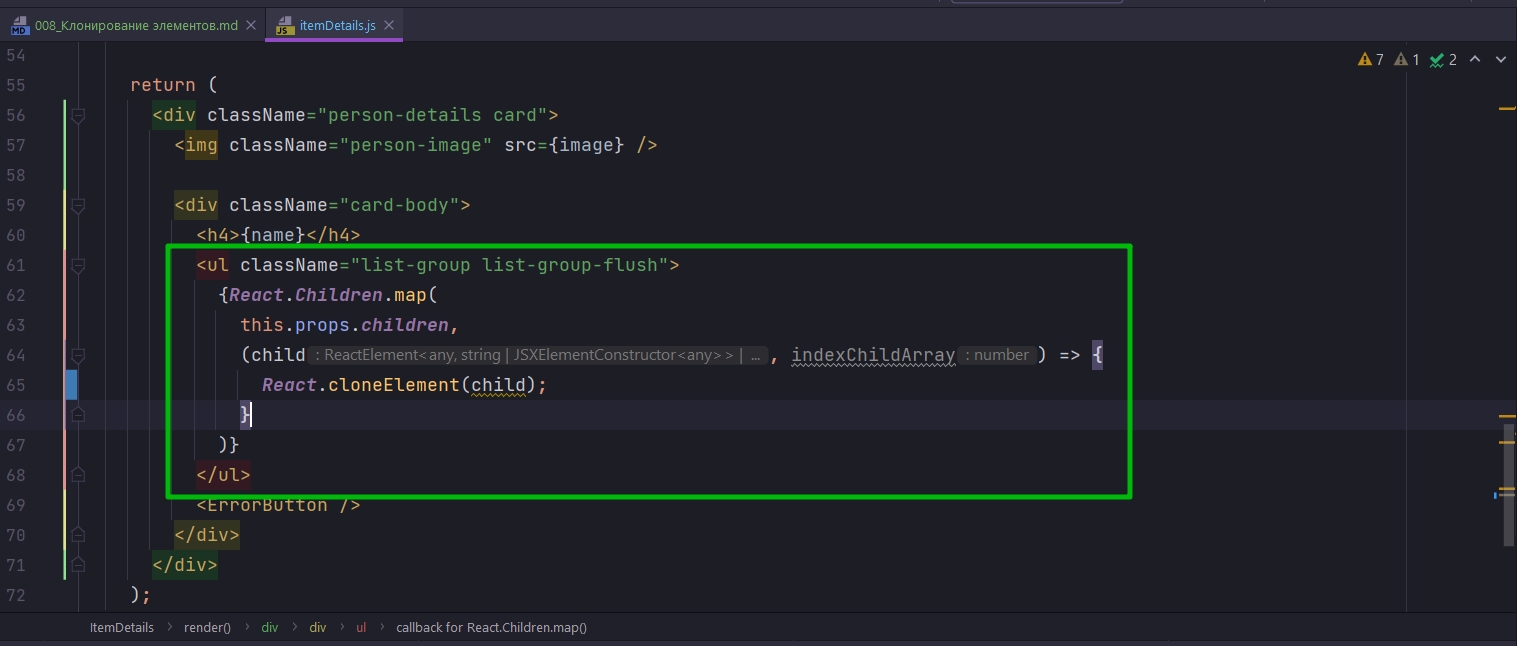 008_Клонирование элементов.md
itemDetails.js
7 1 2
54
55 return (
56 <div className="person-details card">
57 <img className="person-image" src={image} />
58
59 <div className="card-body">
60 <h4>{name}</h4>
61 <ul className="list-group list-group-flush">
62 {React.Children.map(
63 this.props.children,
64 (child : ReactElement<any, string | JSXElementConstructor<any>> | ... , indexChildArray : number ) => {
65 React.cloneElement(child);
66 }
67 )}
68 </ul>
69 <ErrorButton />
70 </div>
71 </div>
72 );
ItemDetails > render() > div > div > ul > callback for React.Children.map()